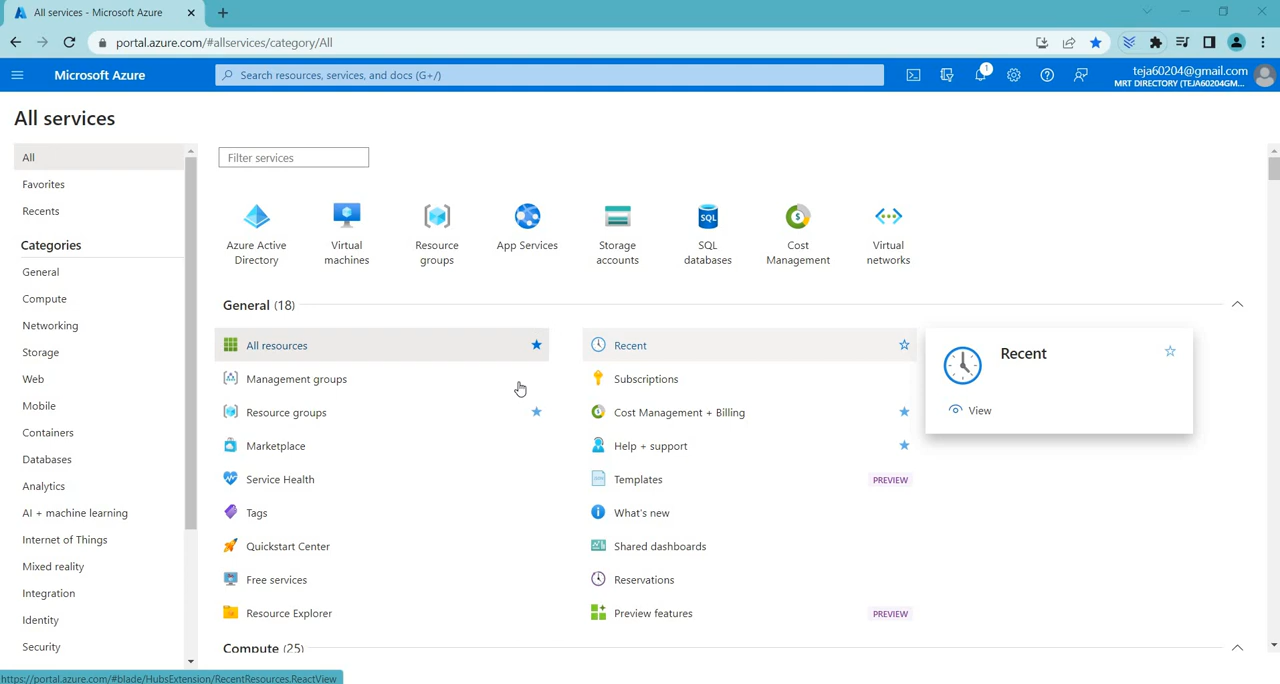 All services - Microsoft Azure
portal.azure.com/#allservices/category/All
Microsoft Azure
Search resources, services, and docs (G+/)
1
teja60204@gmail.com
MRT DIRECTORY (TEJA60204GM...
All services
All
Favorites
Recents
Categories
General
Compute
Networking
Storage
Web
Mobile
Containers
Databases
Analytics
AI + machine learning
Internet of Things
Mixed reality
Integration
Identity
Security
Filter services
Azure Active
Directory
Virtual
machines
Resource
groups
App Services
Storage
accounts
SQL
SQL
databases
Cost
Management
Virtual
networks
General (18)
All resources
Management groups
Resource groups
Marketplace
Service Health
Tags
Quickstart Center
Free services
Resource Explorer
Recent
Subscriptions
Cost Management + Billing
Help + support
Templates
PREVIEW
What's new
Shared dashboards
Reservations
Preview features
PREVIEW
Recent
View
Compute (25)
https://portal.azure.com/#blade/HubsExtension/RecentResources.ReactView